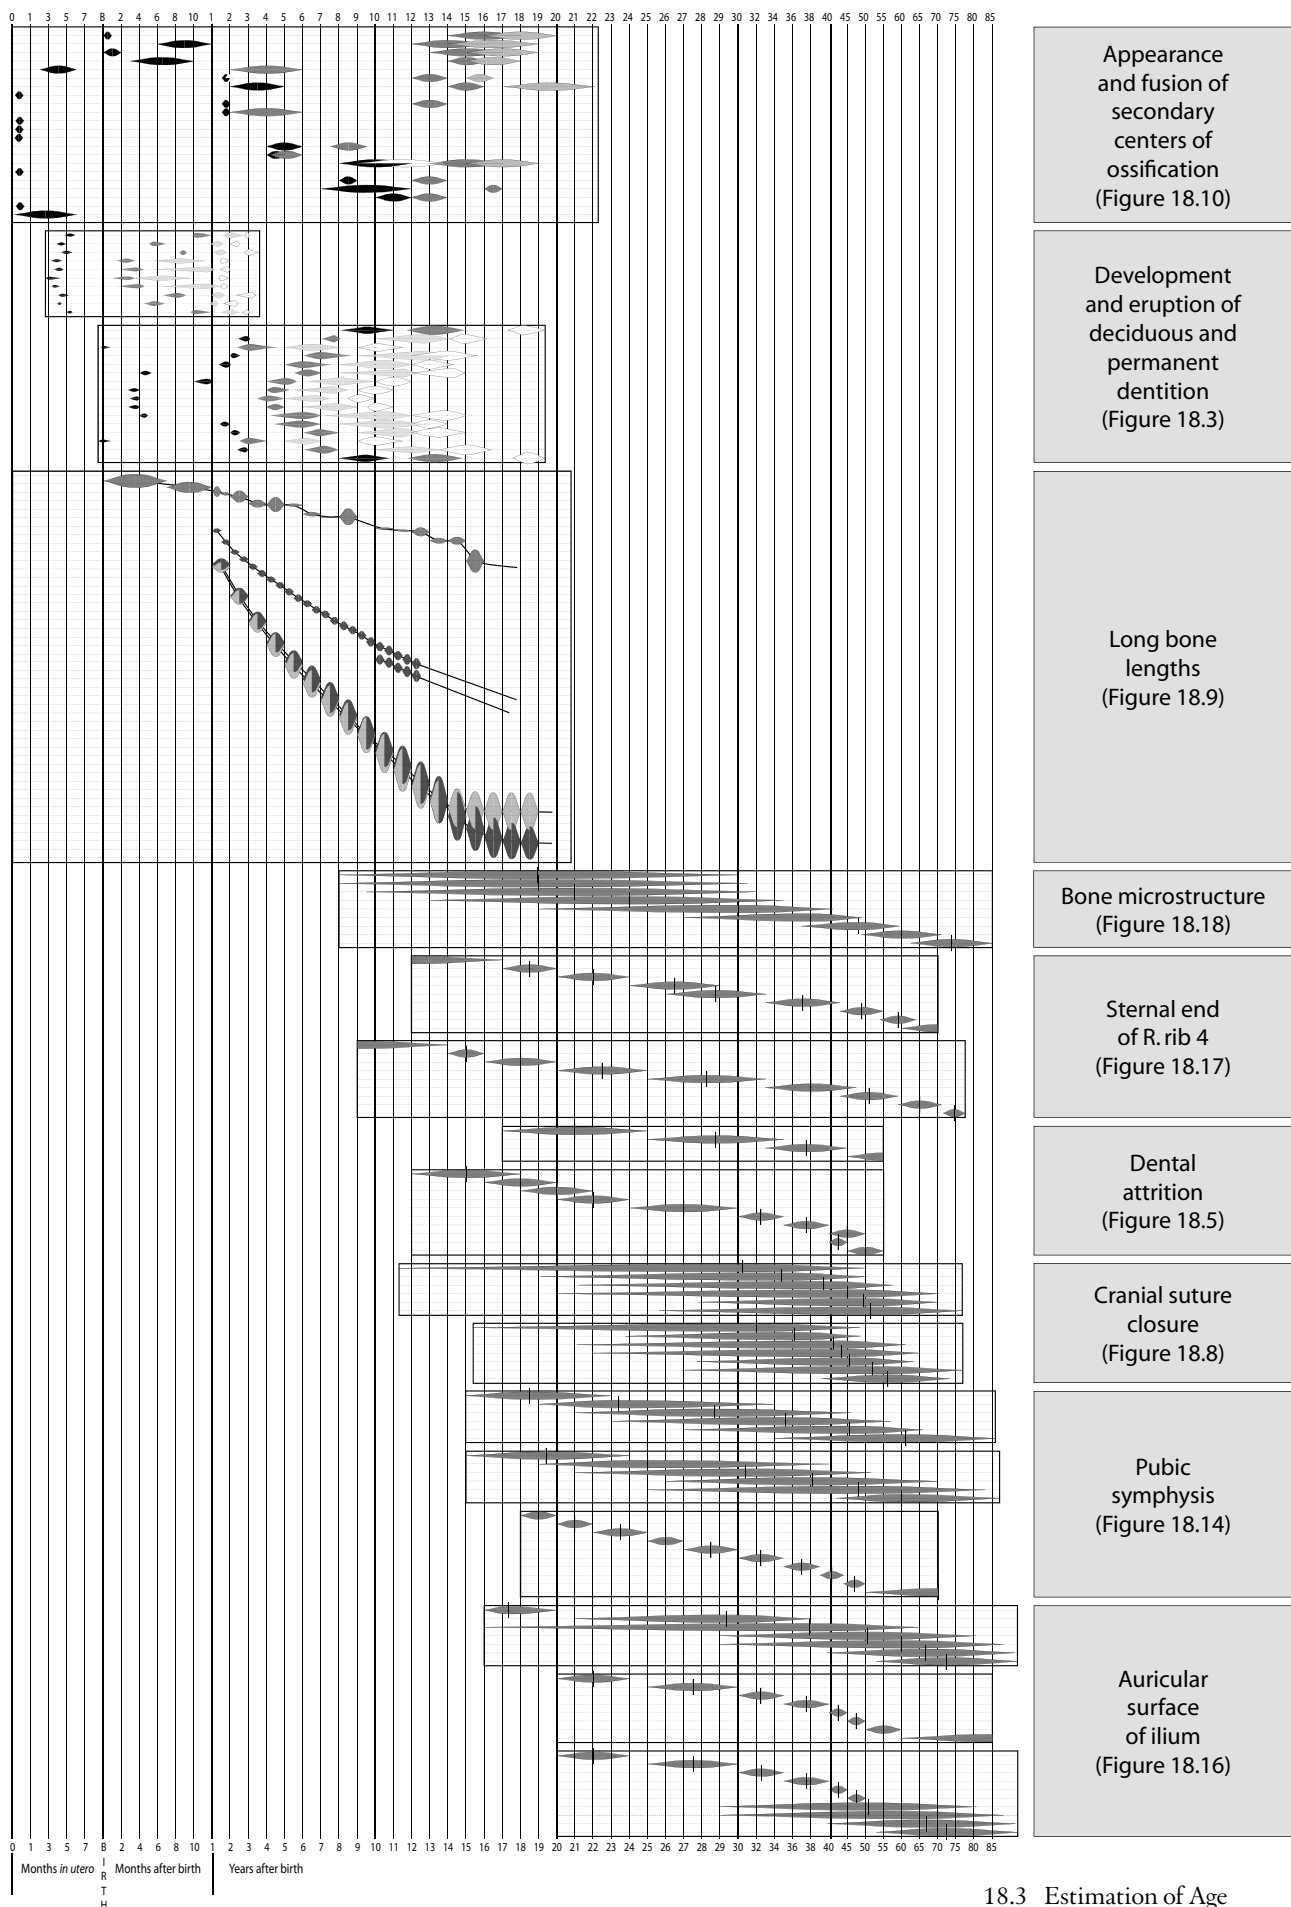 0 1 3 5 7 B 2 4 6 8 10 1 2 3 4 5 6 7 8 9 10 11 12 13 14 15 16 17 18 19 20 21 22 23 24 25 26 27 28 29 30 32 34 36 38 40 45 50 55 60 65 70 75 80 85
Appearance
and fusion of
secondary
centers of
ossification
(Figure 18.10)
Development
and eruption of
deciduous and
permanent
dentition
(Figure 18.3)
Long bone
lengths
(Figure 18.9)
Bone microstructure
(Figure 18.18)
Sternal end
of R. rib 4
(Figure 18.17)
Dental
attrition
(Figure 18.5)
Cranial suture
closure
(Figure 18.8)
Pubic
symphysis
(Figure 18.14)
Auricular
surface
of ilium
(Figure 18.16)
0 1 3 5 7 B 2 4 6 8 10 1 2 3 4 5 6 7 8 9 10 11 12 13 14 15 16 17 18 19 20 22 23 24 25 26 27 28 29 30 32 34 36 38 40 45 50 55 60 65 70 75 80 85
Months in utero
I
R
T
H
Months after birth
Years after birth
18.3 Estimation of Age